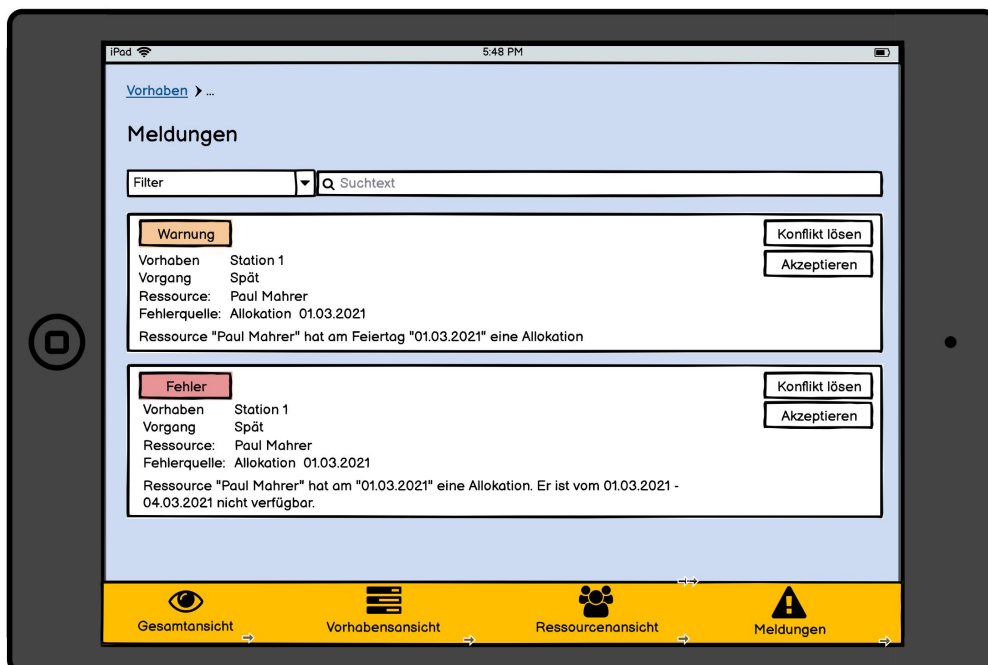 iPad 5:48 PM
Vorhaben ...
Meldungen
Filter Suchtext
Warnung Konflikt lösen
Vorhaben Station 1 Akzeptieren
Vorgang Spät
Ressource: Paul Mahrer
Fehlerquelle: Allokation 01.03.2021
Ressource "Paul Mahrer" hat am Feiertag "01.03.2021" eine Allokation
Fehler Konflikt lösen
Vorhaben Station 1 Akzeptieren
Vorgang Spät
Ressource: Paul Mahrer
Fehlerquelle: Allokation 01.03.2021
Ressource "Paul Mahrer" hat am "01.03.2021" eine Allokation. Er ist vom 01.03.2021 -
04.03.2021 nicht verfügbar.
Gesamtansicht Vorhabensansicht Ressourcenansicht Meldungen